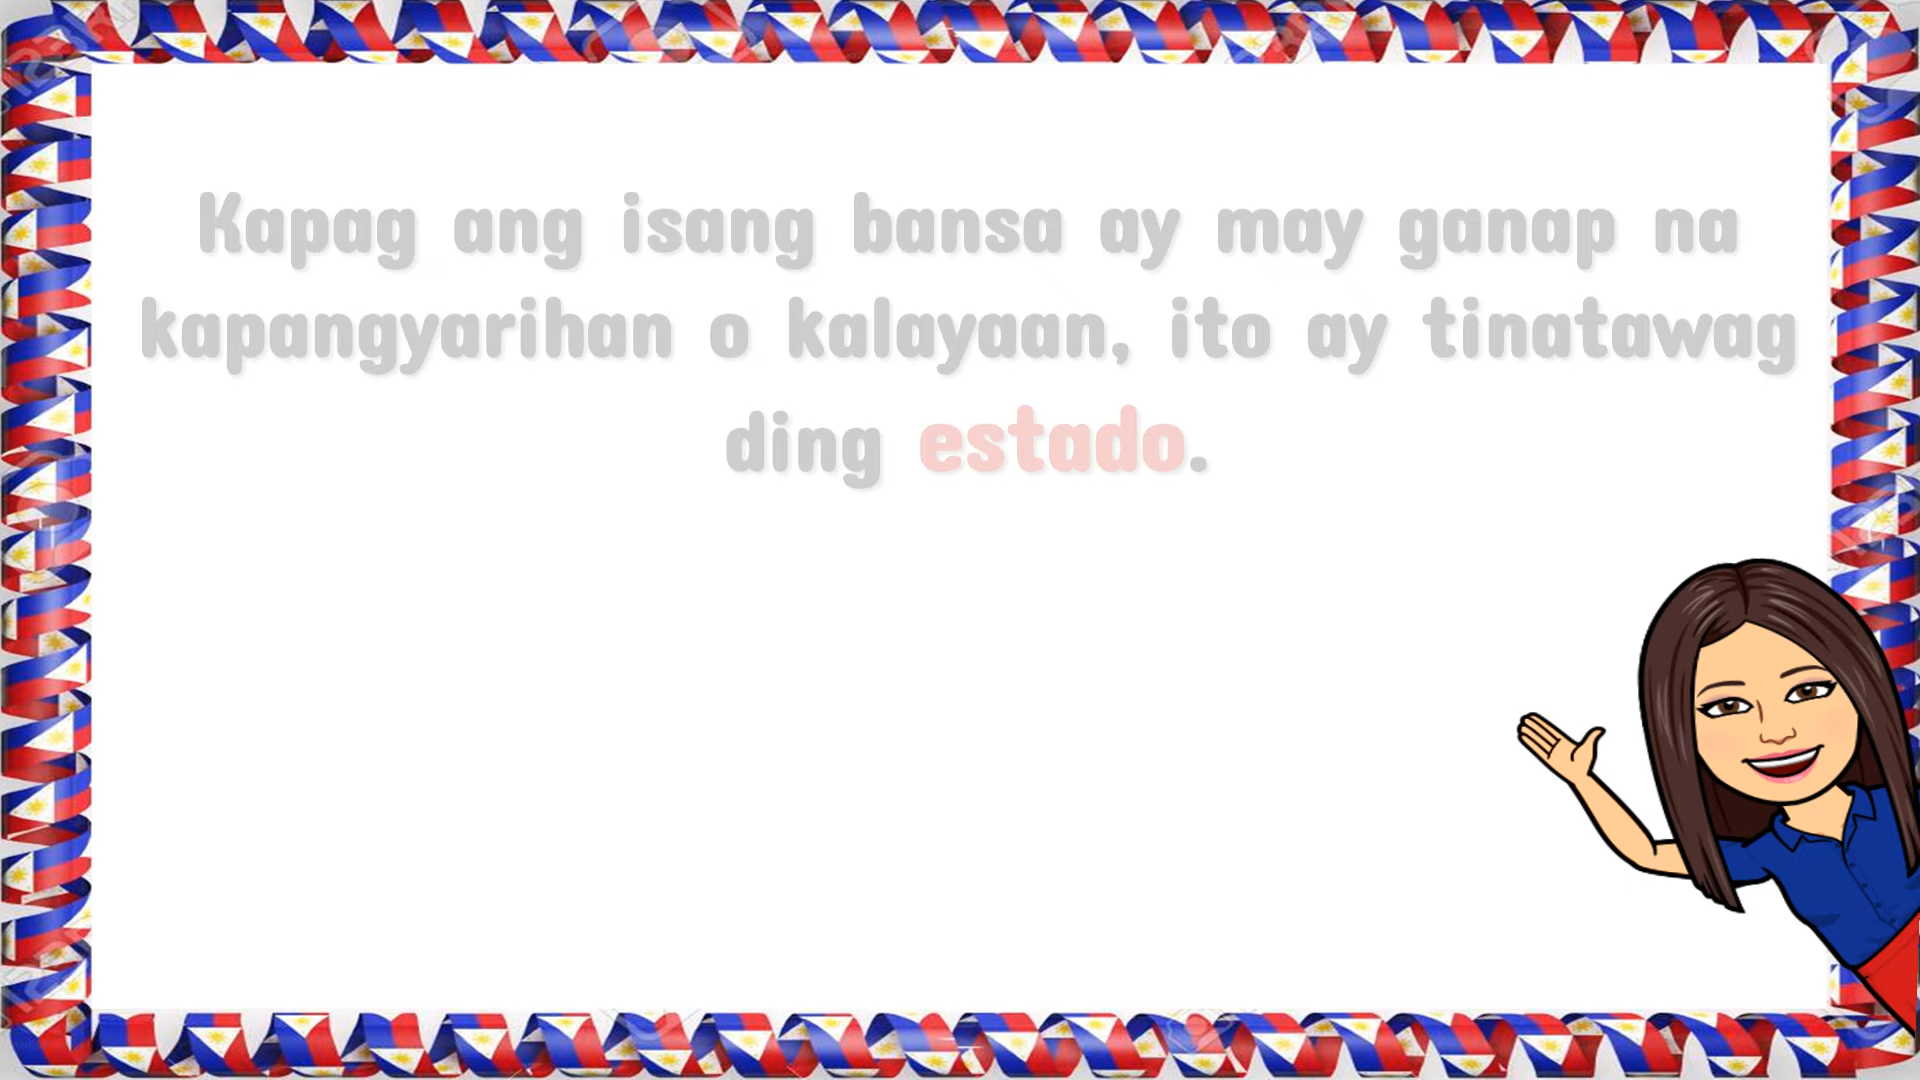 Kapag ang isang bansa ay may ganap na
kapangyarihan o kalayaan, ito ay tinatawag
ding estado.